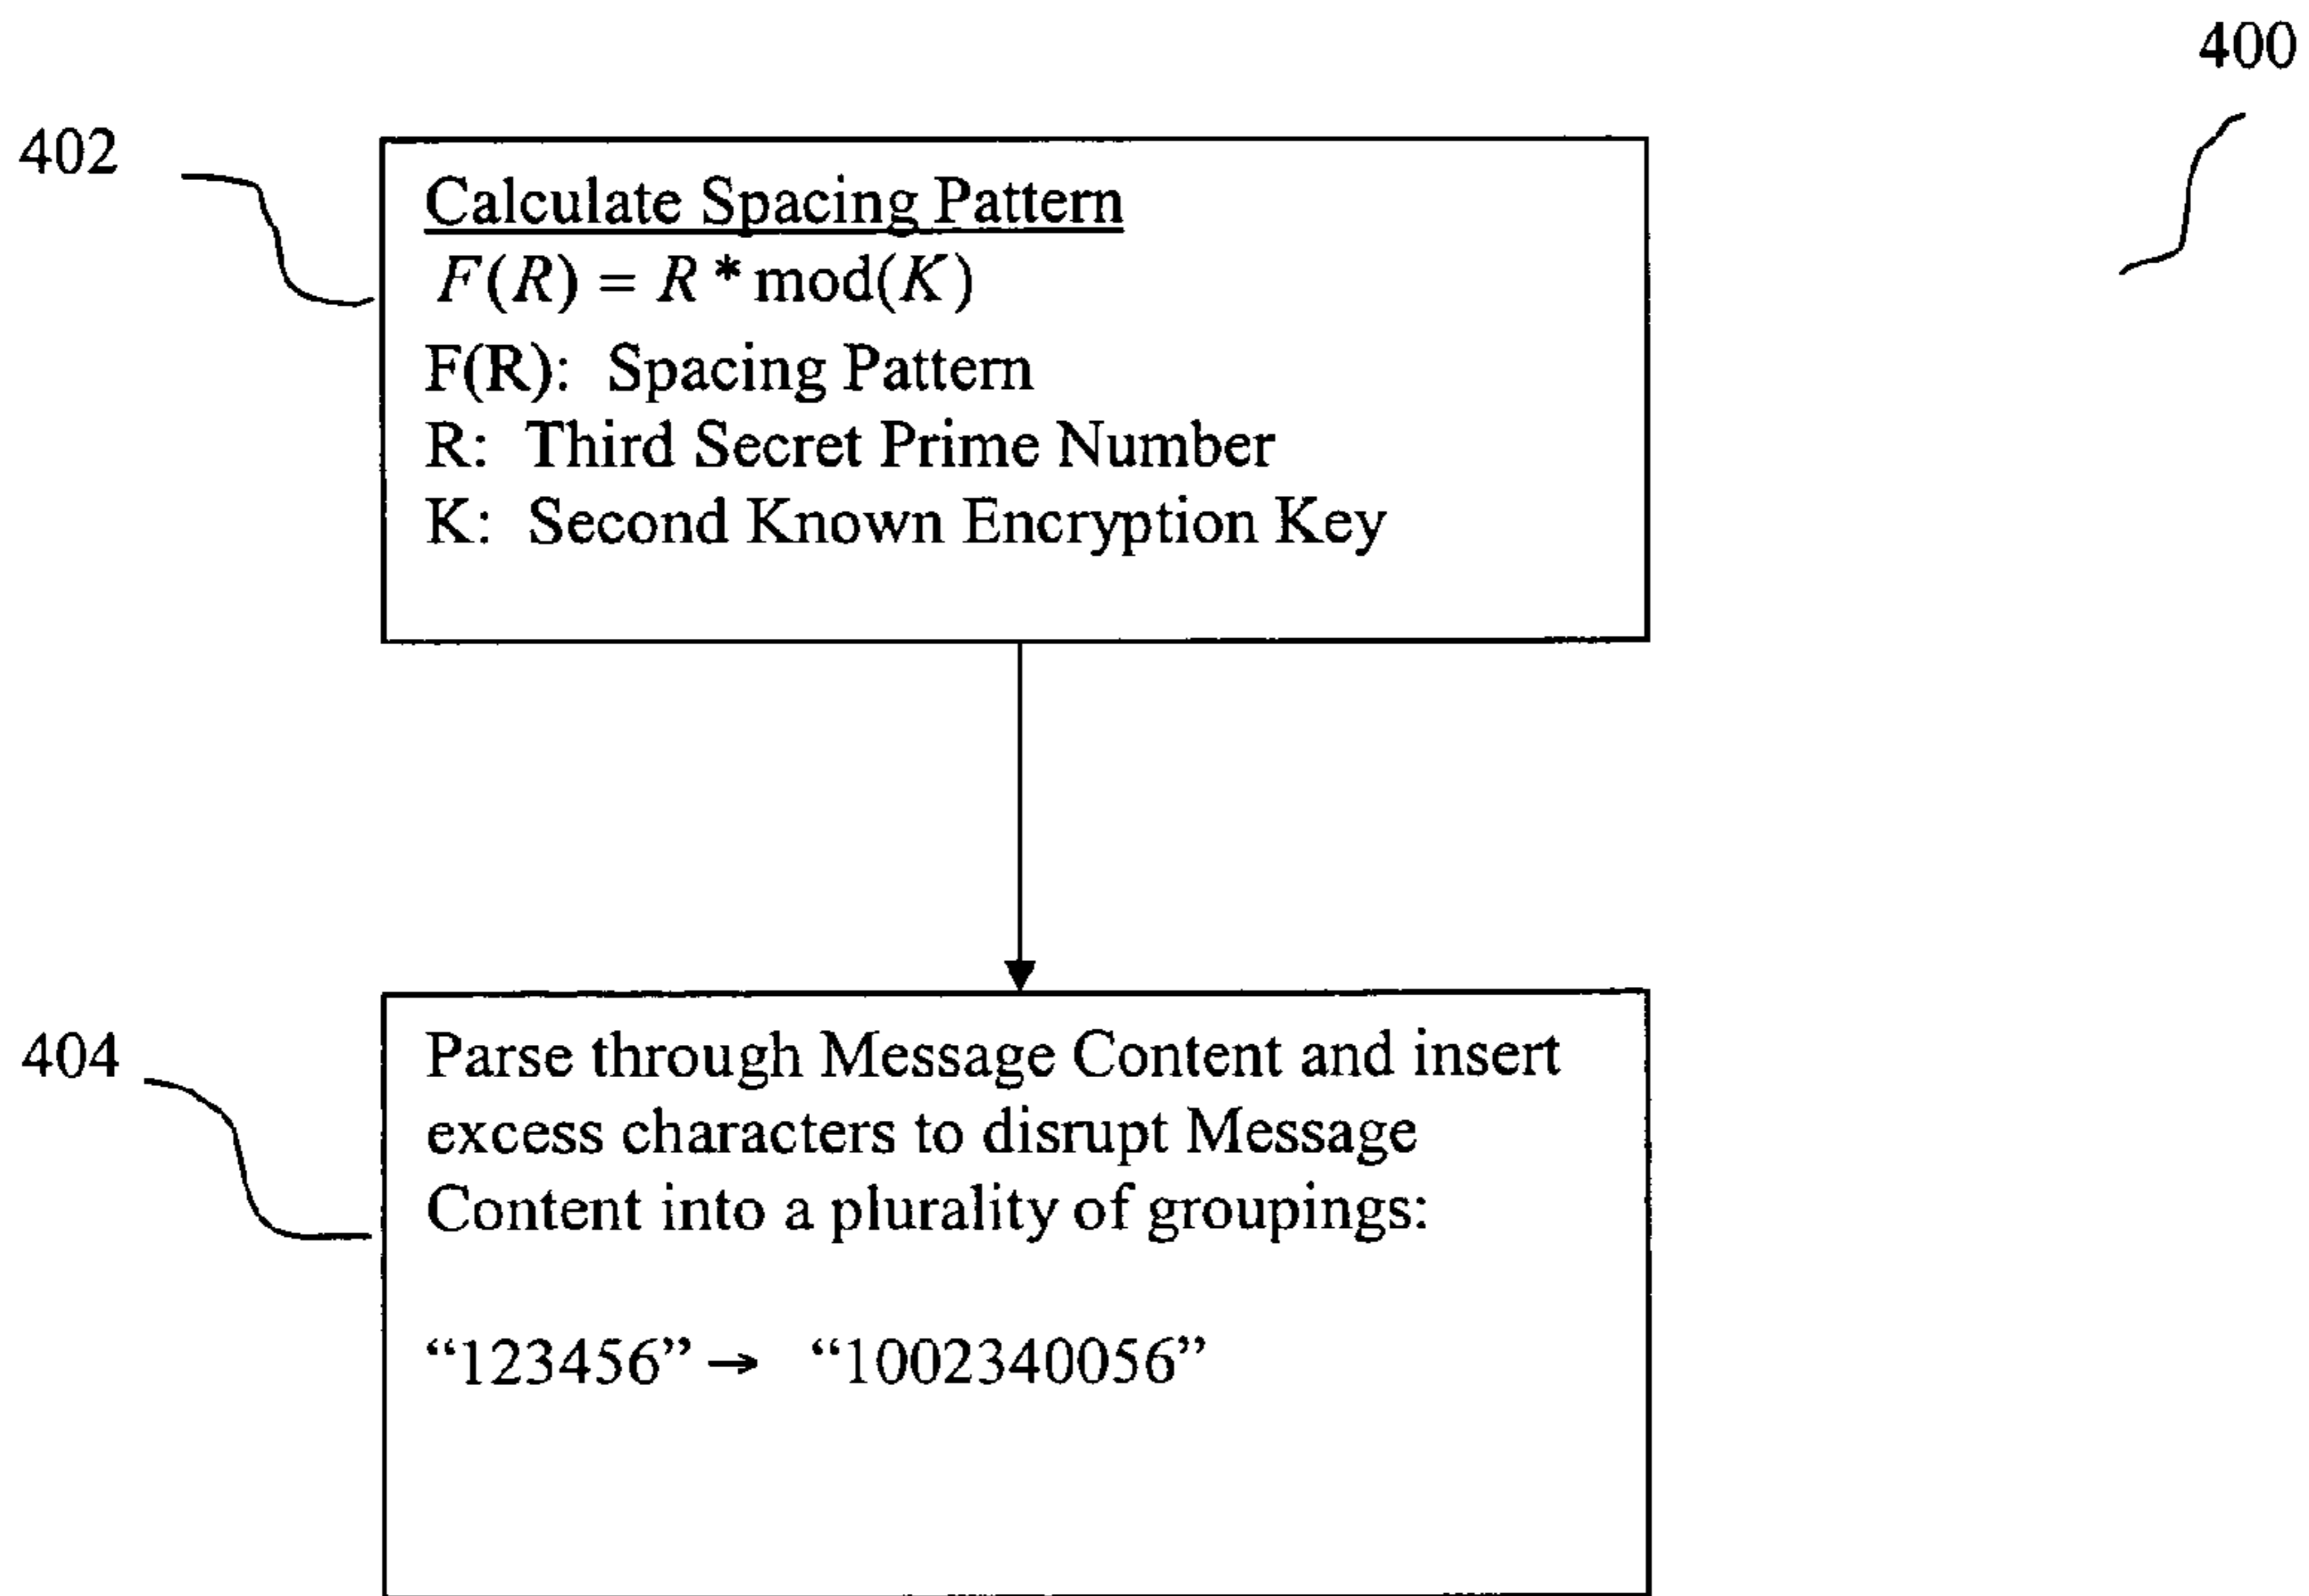 400
402
Calculate Spacing Pattern
F(R) = R * mod(K)
F(R): Spacing Pattern
R: Third Secret Prime Number
K: Second Known Encryption Key
404
Parse through Message Content and insert
excess characters to disrupt Message
Content into a plurality of groupings:
“123456” → “1002340056”